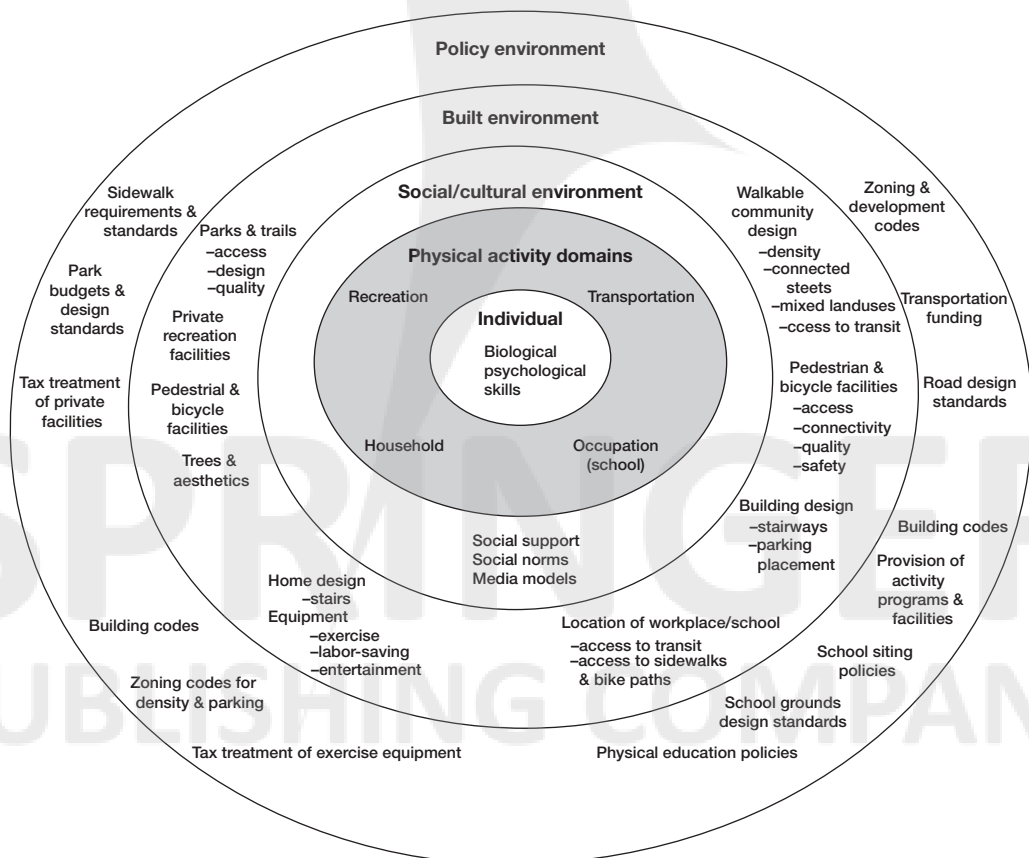 Policy environment
Built environment
Social/cultural environment
Physical activity domains
Recreation
Transportation
Individual
Biological
psychological
skills
Household
Occupation
(school)
Social support
Social norms
Media models
Sidewalk
requirements &
standards
Park
budgets &
design
standards
Tax treatment
of private
facilities
Parks & trails
–access
–design
–quality
Private
recreation
facilities
Pedestrial &
bicycle
facilities
Trees &
aesthetics
Walkable
community
design
–density
–connected
steets
–mixed landuses
–ccess to transit
Pedestrian &
bicycle facilities
–access
–connectivity
–quality
–safety
Building design
–stairways
–parking
placement
Zoning &
development
codes
Transportation
funding
Road design
standards
Building codes
Provision of
activity
programs &
facilities
School siting
policies
School grounds
design standards
Physical education policies
Home design
–stairs
Equipment
–exercise
–labor-saving
–entertainment
Location of workplace/school
–access to transit
–access to sidewalks
& bike paths
Building codes
Zoning codes for
density & parking
Tax treatment of exercise equipment
SPRINGER
PUBLISHING COMPANY